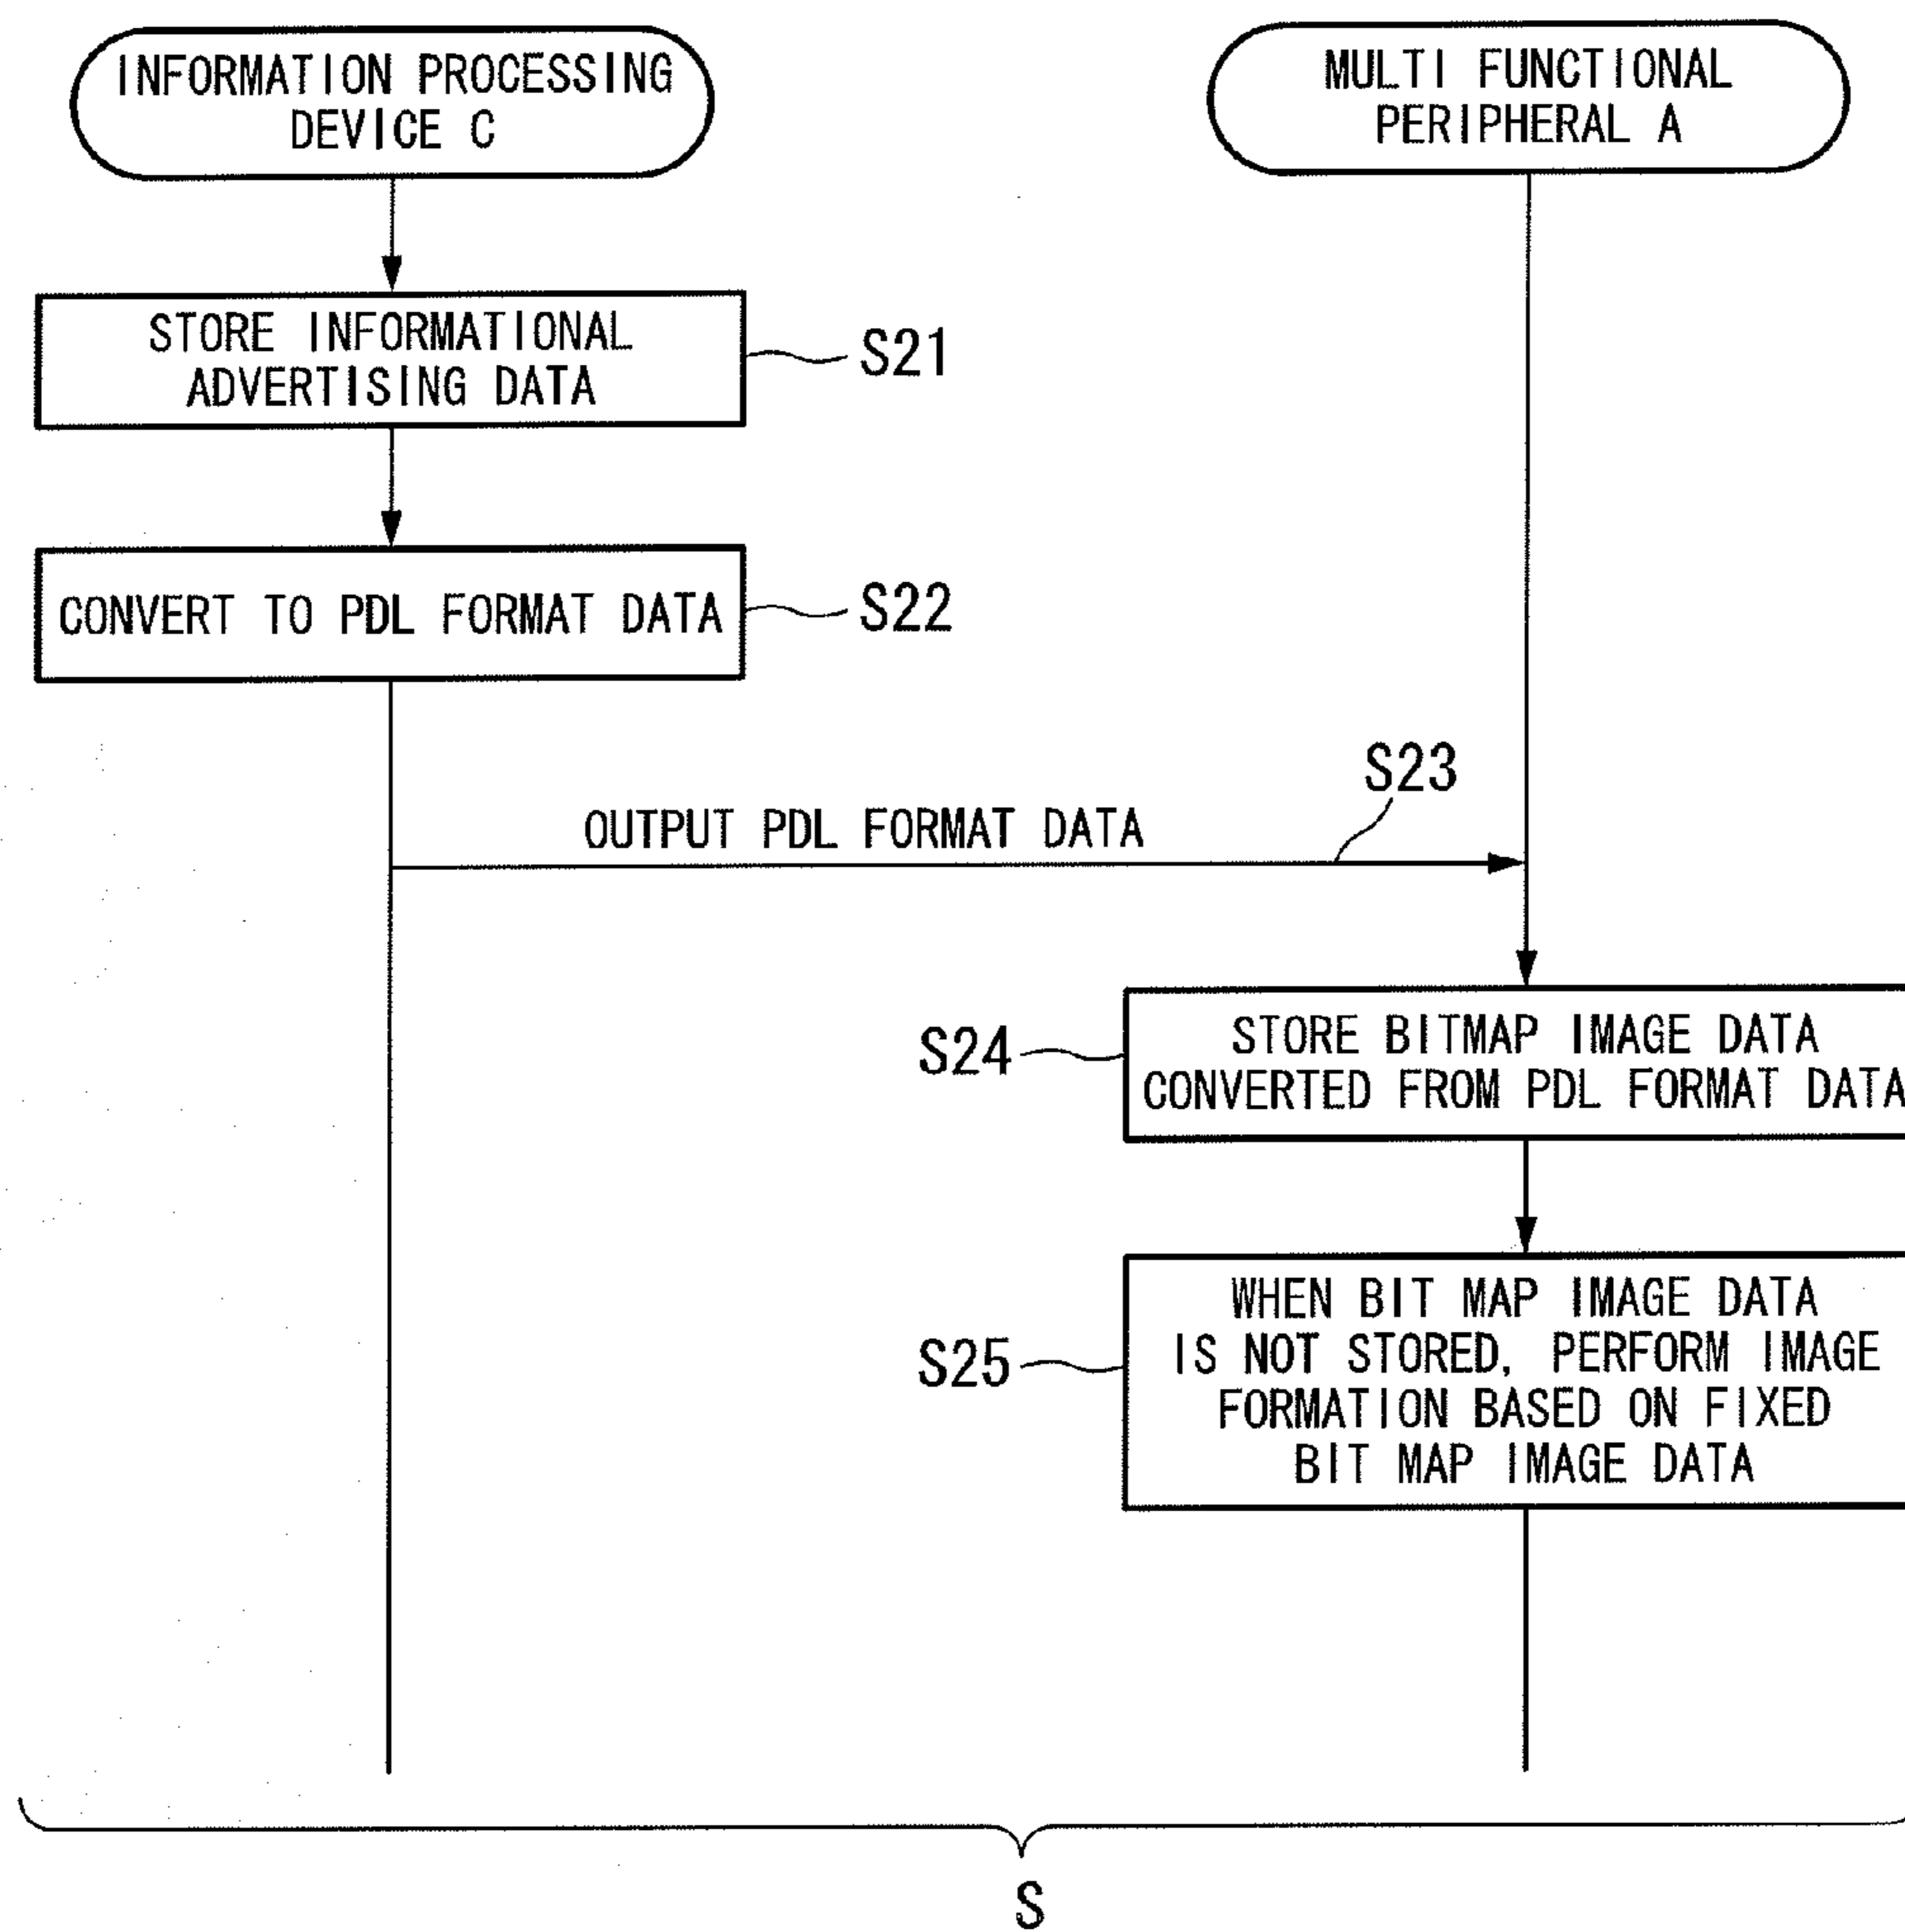 INFORMATION PROCESSING
DEVICE C
MULTI FUNCTIONAL
PERIPHERAL A
STORE INFORMATIONAL
ADVERTISING DATA
S21
CONVERT TO PDL FORMAT DATA
S22
S23
OUTPUT PDL FORMAT DATA
S24
STORE BITMAP IMAGE DATA
CONVERTED FROM PDL FORMAT DATA
S25
WHEN BIT MAP IMAGE DATA
IS NOT STORED, PERFORM IMAGE
FORMATION BASED ON FIXED
BIT MAP IMAGE DATA
S